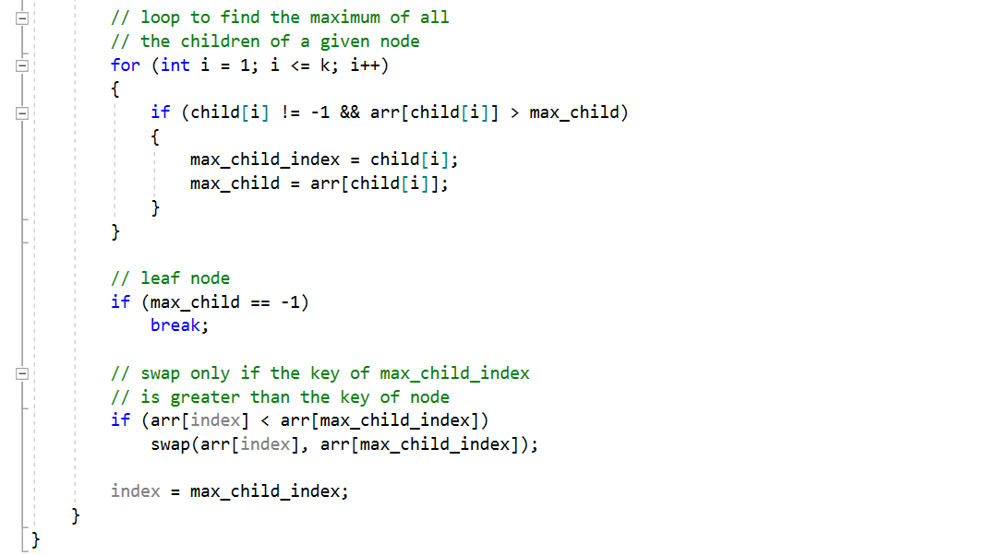 // loop to find the maximum of all
// the children of a given node
for (int i = 1; i <= k; i++)
{
if (child[i] != -1 && arr[child[i]] > max_child)
{
max_child_index = child[i];
max_child = arr[child[i]];
}
}
// leaf node
if (max_child == -1)
break;
// swap only if the key of max_child_index
// is greater than the key of node
if (arr[index] < arr[max_child_index])
swap(arr[index], arr[max_child_index]);
index = max_child_index;
}
}